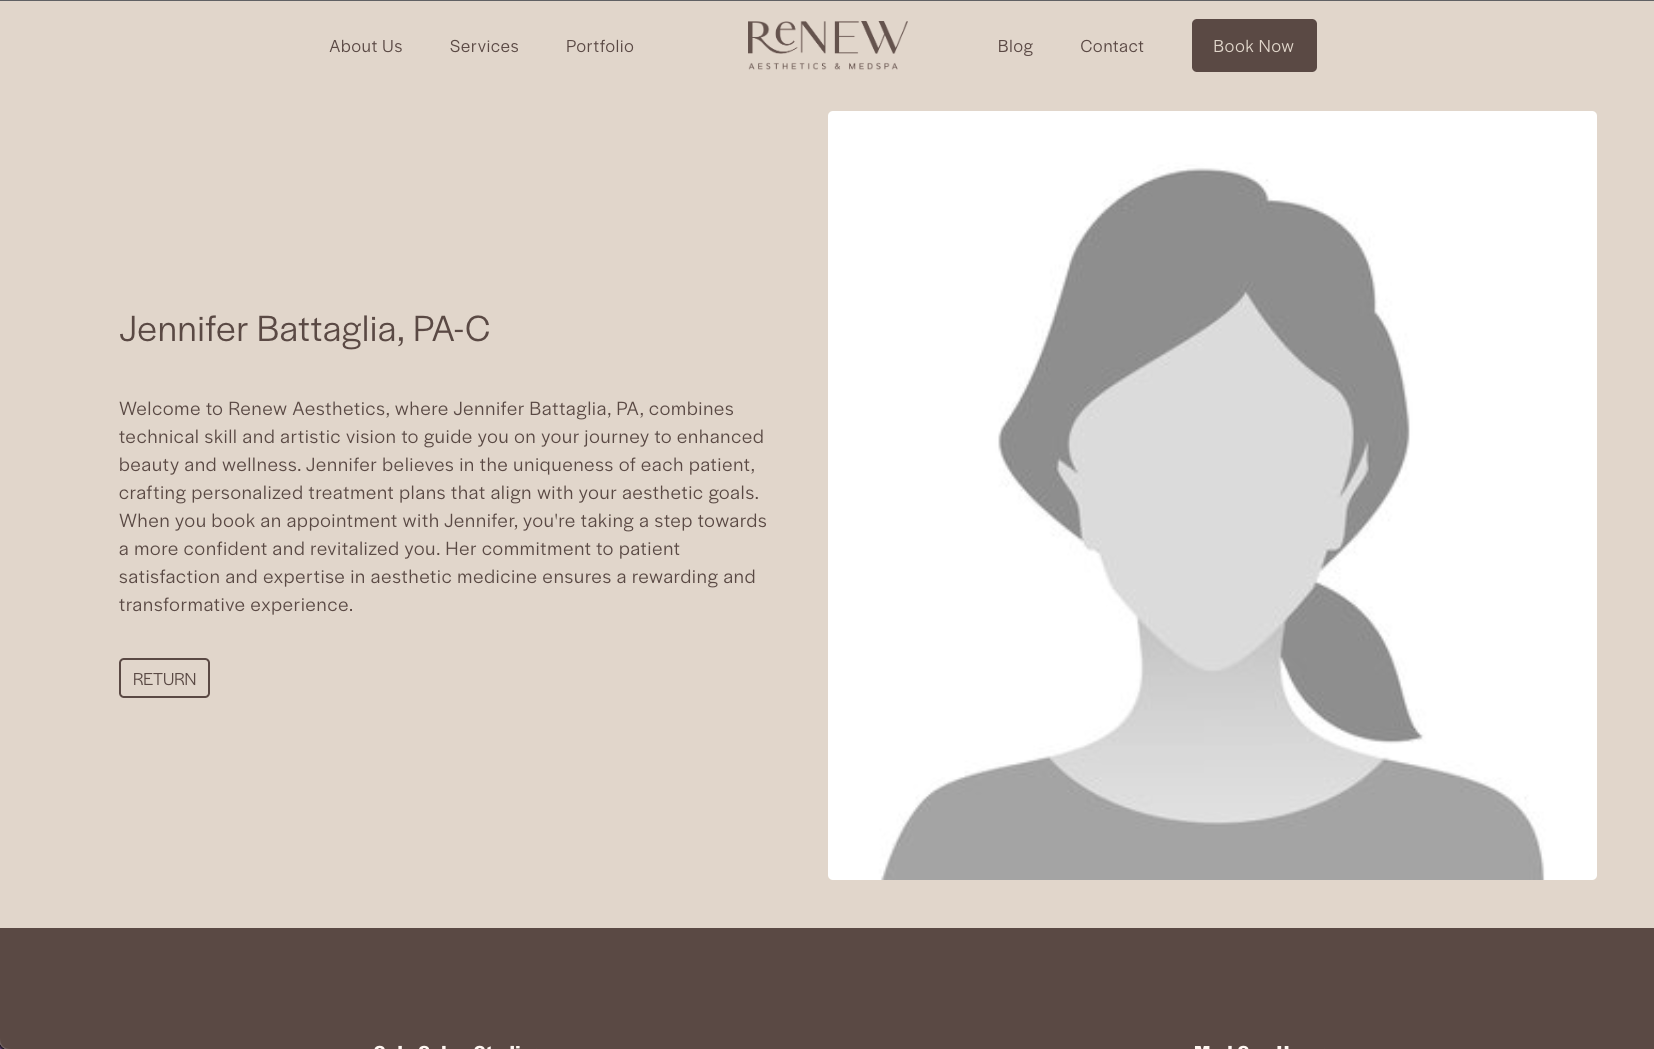 About Us
Services
Portfolio
ReNEW
AESTHETICS & MEDSPA
Blog
Contact
Book Now
Jennifer Battaglia, PA-C
Welcome to Renew Aesthetics, where Jennifer Battaglia, PA, combines
technical skill and artistic vision to guide you on your journey to enhanced
beauty and wellness. Jennifer believes in the uniqueness of each patient,
crafting personalized treatment plans that align with your aesthetic goals.
When you book an appointment with Jennifer, you're taking a step towards
a more confident and revitalized you. Her commitment to patient
satisfaction and expertise in aesthetic medicine ensures a rewarding and
transformative experience.
RETURN